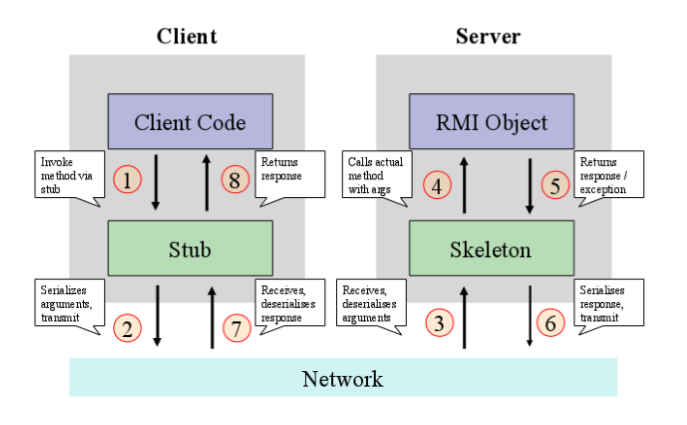 Client
Server
Client Code
RMI Object
Invoke
method via
stub
1
8
Returns
response
Calls actual
method
with args
4
5
Returns
response /
exception
Stub
Skeleton
Serializes
arguments,
transmit
2
7
Receives,
deserialises
response
Receives,
deserialises
arguments
3
6
Serialises
response,
transmit
Network